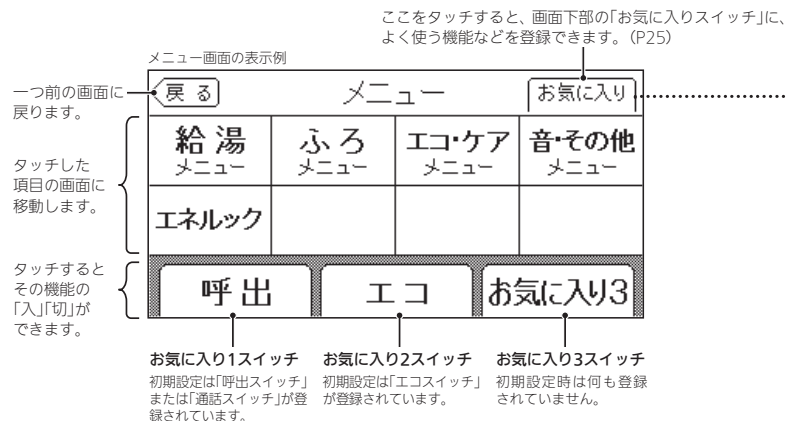 ここをタッチすると、画面下部の「お気に入りスイッチ」に、
よく使う機能などを登録できます。（P25）
メニュー画面の表示例
一つ前の画面に
戻ります。
戻る
メニュー
お気に入り
タッチした
項目の画面に
移動します。
給湯
メニュー
ふろ
メニュー
エコ・ケア
メニュー
音・その他
メニュー
エネルック
タッチすると
その機能の
「入」「切」が
できます。
呼出
エコ
お気に入り3
お気に入り1スイッチ
初期設定は「呼出スイッチ」
または「通話スイッチ」が登
録されています。
お気に入り2スイッチ
初期設定は「エコスイッチ」
が登録されています。
お気に入り3スイッチ
初期設定時は何も登録
されていません。